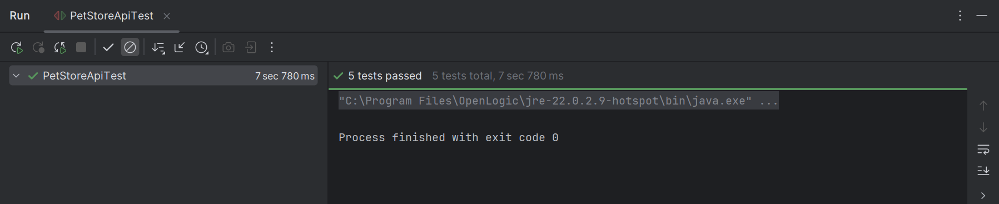 Run PetStoreApiTest
PetStoreApiTest 7 sec 780 ms
5 tests passed 5 tests total, 7 sec 780 ms
"C:\Program Files\OpenLogic\jre-22.0.2.9-hotspot\bin\java.exe" ...
Process finished with exit code 0